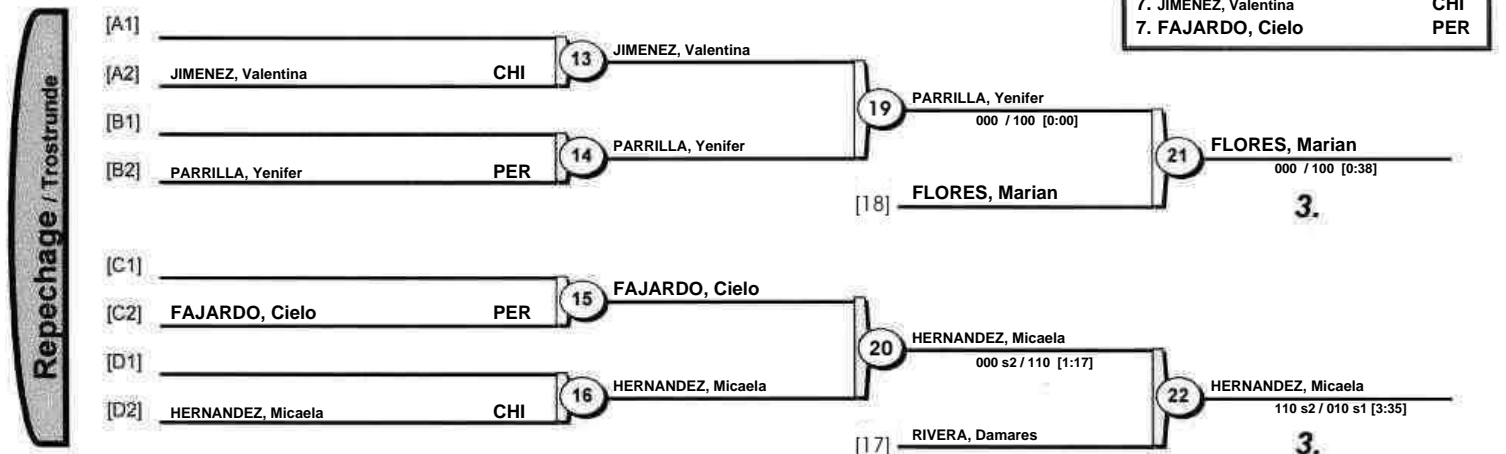 7. JIMENEZ, Valentina CHI
7. FAJARDO, Cielo PER
Repechage / Trostrunde
[A1]
13 JIMENEZ, Valentina
[A2] JIMENEZ, Valentina CHI
19 PARRILLA, Yenifer
000 / 100 [0:00]
[B1]
14 PARRILLA, Yenifer
[B2] PARRILLA, Yenifer PER
21 FLORES, Marian
000 / 100 [0:38]
[18] FLORES, Marian
3.
[C1]
15 FAJARDO, Cielo
[C2] FAJARDO, Cielo PER
20 HERNANDEZ, Micaela
000 s2 / 110 [1:17]
[D1]
16 HERNANDEZ, Micaela
[D2] HERNANDEZ, Micaela CHI
22 HERNANDEZ, Micaela
110 s2 / 010 s1 [3:35]
[17] RIVERA, Damares
3.